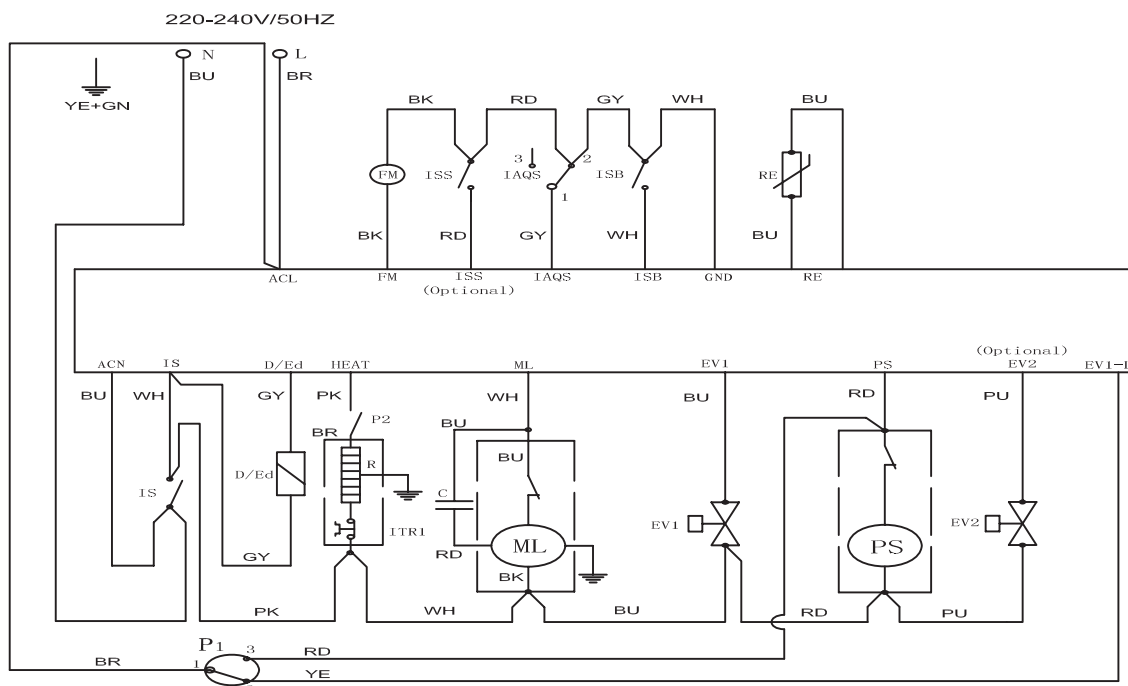 220-240V/50HZ
N L
BU BR
YE+GN
BK RD GY WH BU
3 2
FM ISS IAQS ISB RE
1
BK RD GY WH BU
ACL FM ISS IAQS ISB GND RE
(Optional)
(Optional)
ACN IS D/Ed HEAT ML EV1 PS EV2
BU WH GY PK WH BU RD PU
P2
BU
BR
BU
R
D/Ed
IS
C
EV1 EV2
ITR1
ML PS
RD
GY
BK
PK WH BU RD PU
P1
3
RD
BR 1
YE